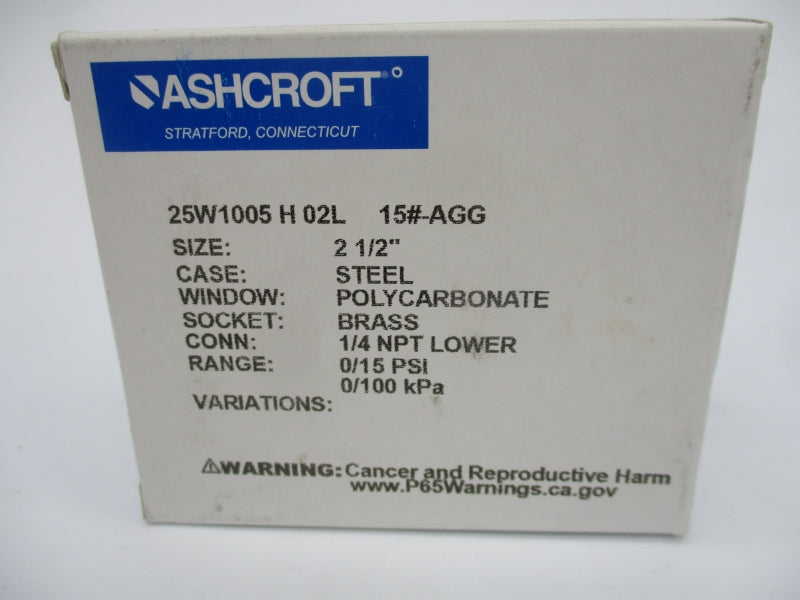 ASHCROFT®
STRATFORD, CONNECTICUT
25W1005 H 02L 15#-AGG
SIZE: 2 1/2"
CASE: STEEL
WINDOW: POLYCARBONATE
SOCKET: BRASS
CONN: 1/4 NPT LOWER
RANGE: 0/15 PSI
0/100 kPa
VARIATIONS:
⚠WARNING: Cancer and Reproductive Harm
www.P65Warnings.ca.gov